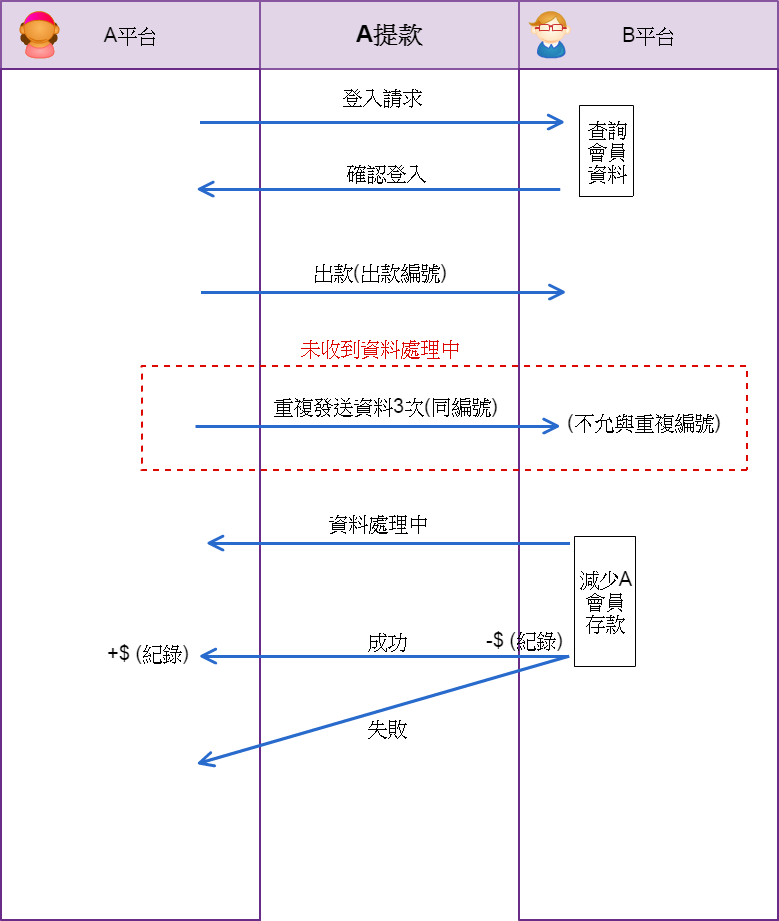 A平台
A提款
B平台
登入請求
查詢
會員
資料
確認登入
出款(出款編號)
未收到資料處理中
重複發送資料3次(同編號)
(不允與重複編號)
資料處理中
減少A
會員
存款
成功
-$ (紀錄)
+$ (紀錄)
失敗